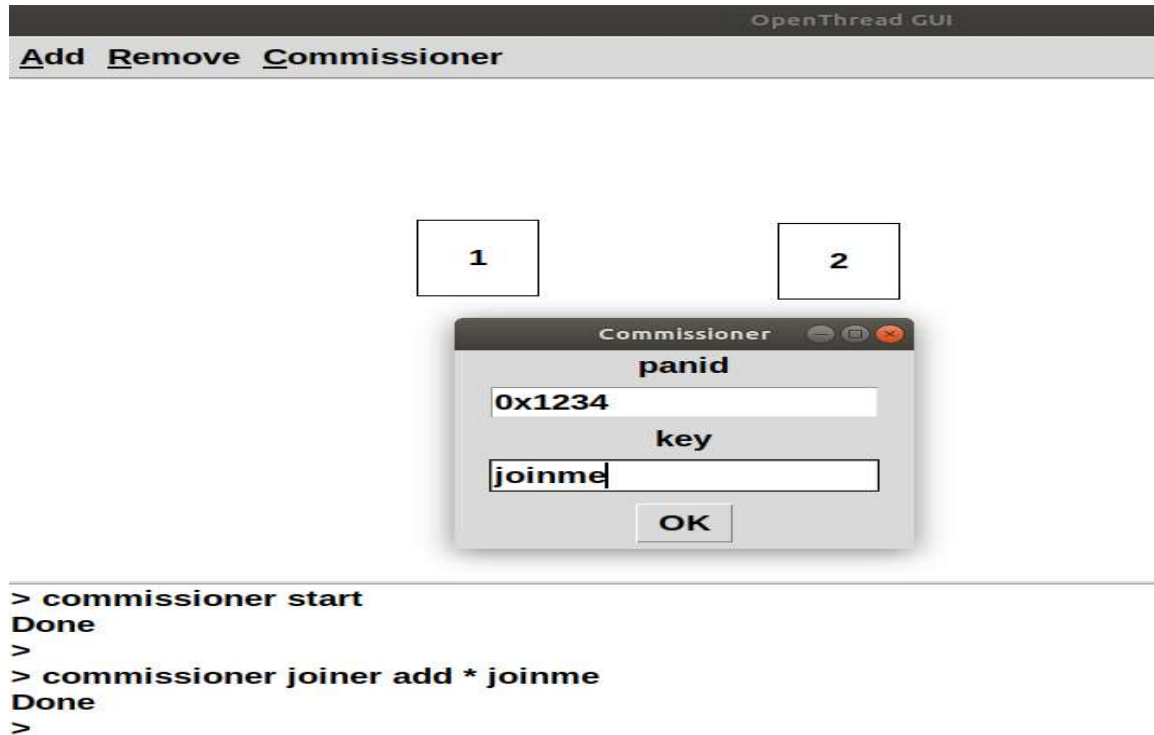 OpenThread GUI
Add Remove Commissioner
1 2
Commissioner
panid
0x1234
key
joinme
OK
> commissioner start
Done
>
> commissioner joiner add * joinme
Done
>